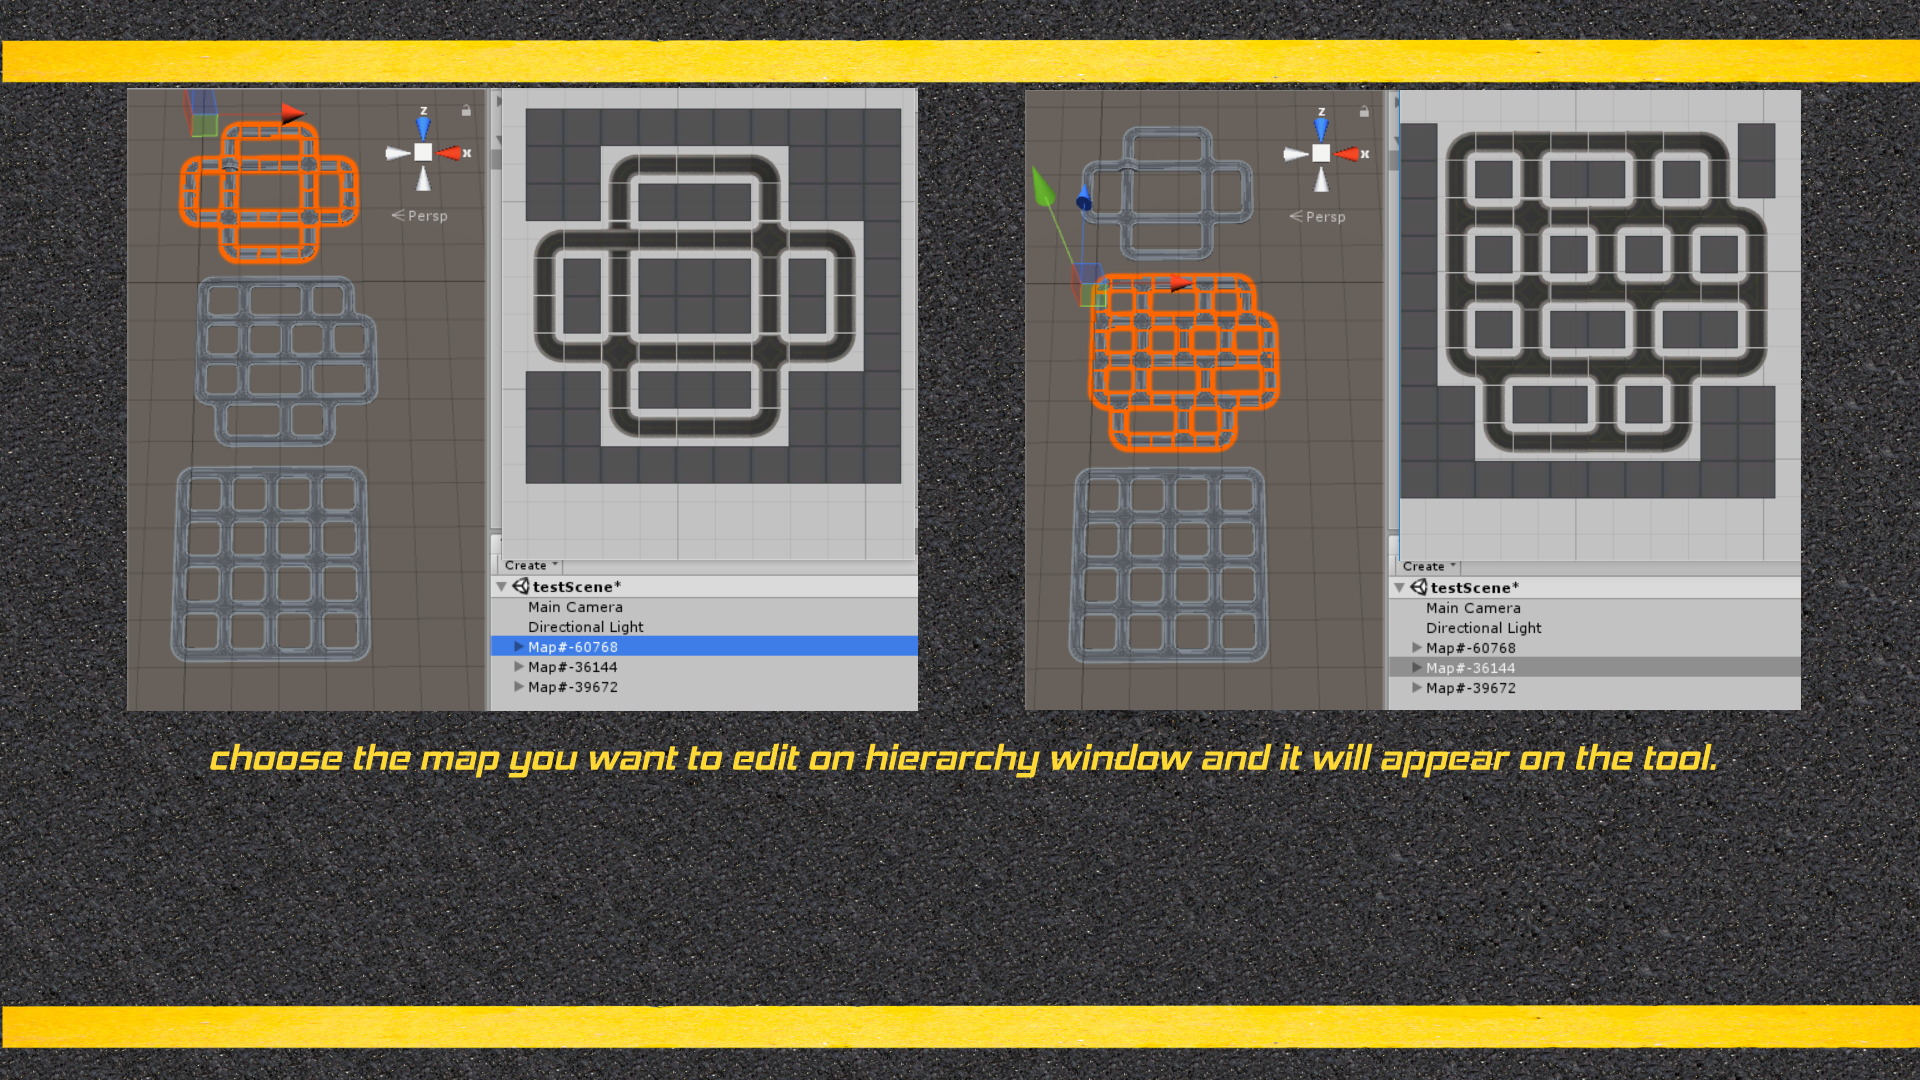 z
x
Persp
Create
testScene*
Main Camera
Directional Light
Map#-60768
Map#-36144
Map#-39672
z
x
Persp
Create
testScene*
Main Camera
Directional Light
Map#-60768
Map#-36144
Map#-39672
choose the map you want to edit on hierarchy window and it will appear on the tool.